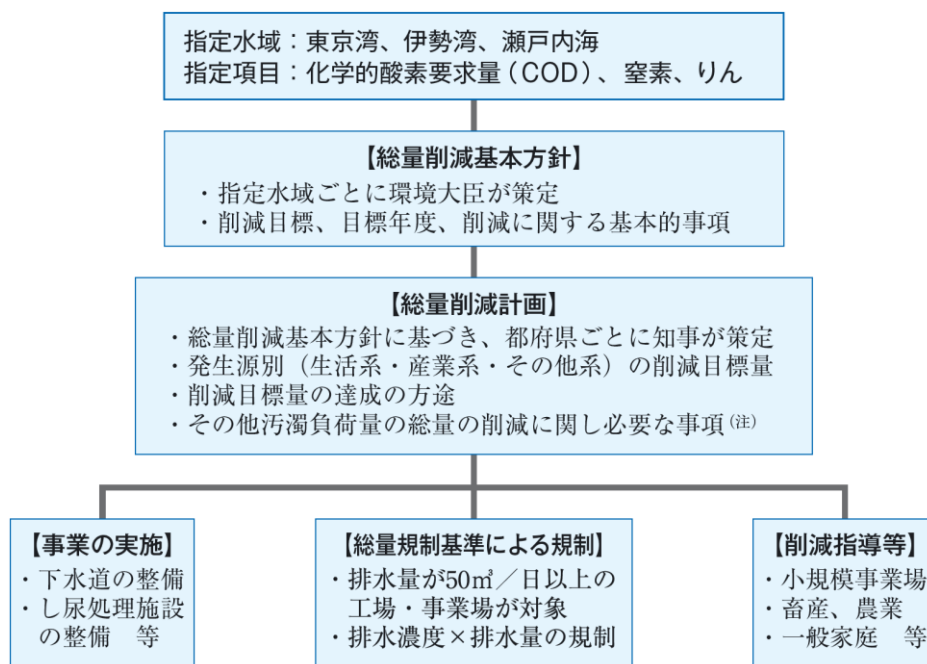 指定水域：東京湾、伊勢湾、瀬戸内海
指定項目：化学的酸素要求量（COD）、窒素、りん
【総量削減基本方針】
・指定水域ごとに環境大臣が策定
・削減目標、目標年度、削減に関する基本的事項
【総量削減計画】
・総量削減基本方針に基づき、都府県ごとに知事が策定
・発生源別（生活系・産業系・その他系）の削減目標量
・削減目標量の達成の方途
・その他汚濁負荷量の総量の削減に関し必要な事項（注）
【事業の実施】
・下水道の整備
・し尿処理施設
の整備　等
【総量規制基準による規制】
・排水量が50㎥／日以上の
工場・事業場が対象
・排水濃度×排水量の規制
【削減指導等】
・小規模事業場
・畜産、農業
・一般家庭　等